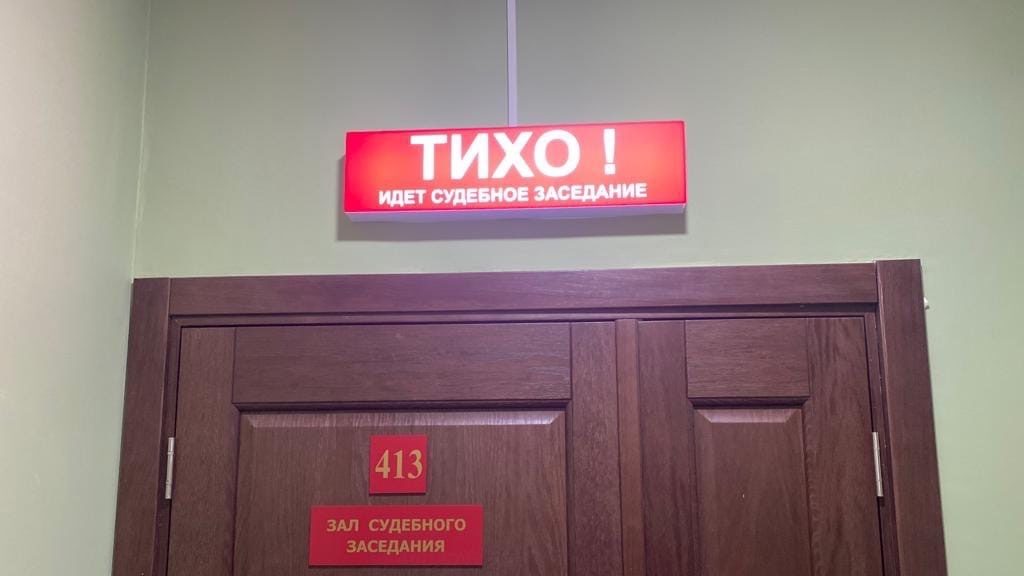 ТИХО !
ИДЕТ СУДЕБНОЕ ЗАСЕДАНИЕ
413
ЗАЛ СУДЕБНОГО
ЗАСЕДАНИЯ